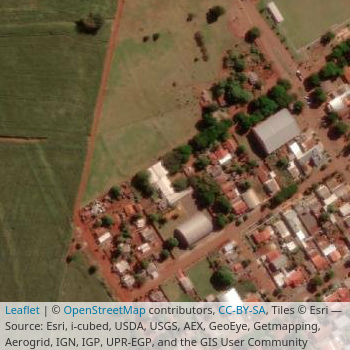 Leaflet | © OpenStreetMap contributors, CC-BY-SA, Tiles © Esri —
Source: Esri, i-cubed, USDA, USGS, AEX, GeoEye, Getmapping,
Aerogrid, IGN, IGP, UPR-EGP, and the GIS User Community